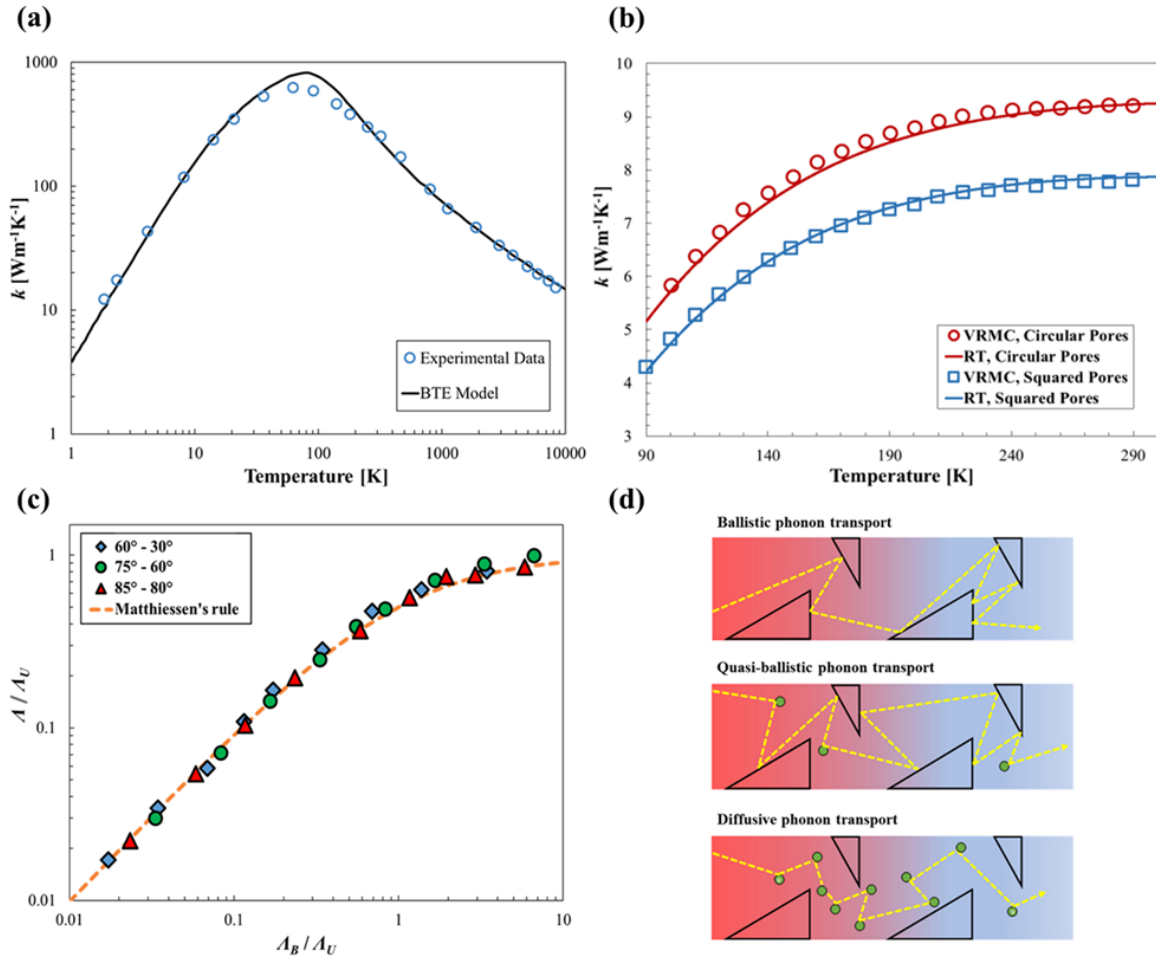 (a)
1000
100
10
1
k [Wm⁻¹K⁻¹]
Experimental Data
BTE Model
1 10 100 1000 10000
Temperature [K]
(b)
10
9
8
7
6
5
4
3
k [Wm⁻¹K⁻¹]
VRMC, Circular Pores
RT, Circular Pores
VRMC, Squared Pores
RT, Squared Pores
90 140 190 240 290
Temperature [K]
(c)
1
0.1
0.01
Λ / Λ_U
60° - 30°
75° - 60°
85° - 80°
Matthiessen's rule
0.01 0.1 1 10
Λ_B / Λ_U
(d)
Ballistic phonon transport
Quasi-ballistic phonon transport
Diffusive phonon transport